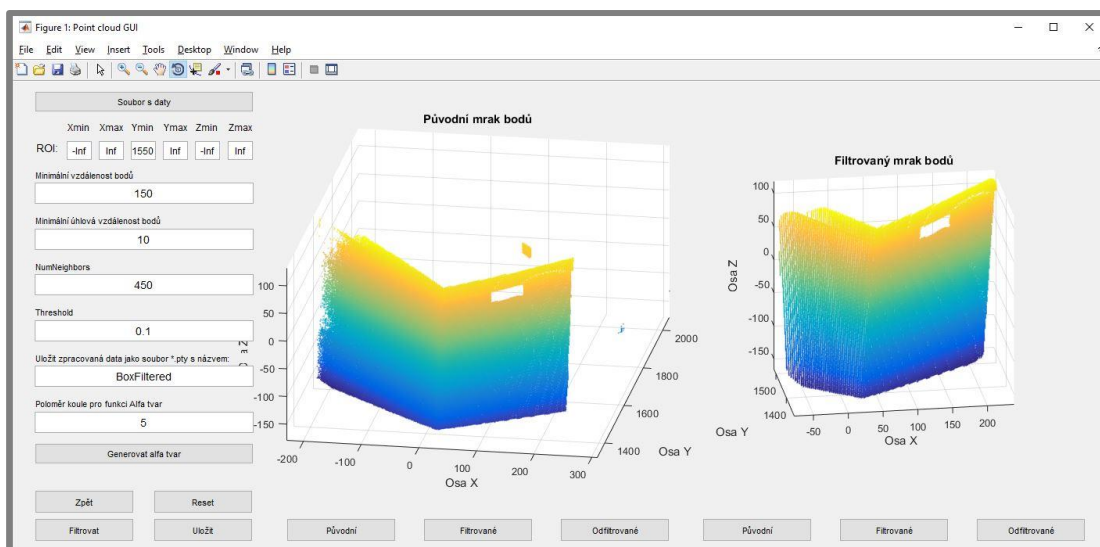 Figure 1: Point cloud GUI
File Edit View Insert Tools Desktop Window Help
Soubor s daty
Xmin Xmax Ymin Ymax Zmin Zmax
ROI: -Inf Inf 1550 Inf -Inf Inf
Minimální vzdálenost bodů
150
Minimální úhlová vzdálenost bodů
10
NumNeighbors
450
Threshold
0.1
Uložit zpracovaná data jako soubor *.pty s názvem:
BoxFiltered
Poloměr koule pro funkci Alfa tvar
5
Generovat alfa tvar
Zpět Reset
Filtrovat Uložit
Původní mrak bodů
100
50
0
-50
-100
-150
-200 -100 0 100 200 300
Osa X
1400 1600 1800 2000
Osa Y
Filtrovaný mrak bodů
Osa Z
100
50
0
-50
-100
-150
1500
1400
Osa Y
-50 0 50 100 150 200
Osa X
Původní Filtrované Odfiltrované Původní Filtrované Odfiltrované